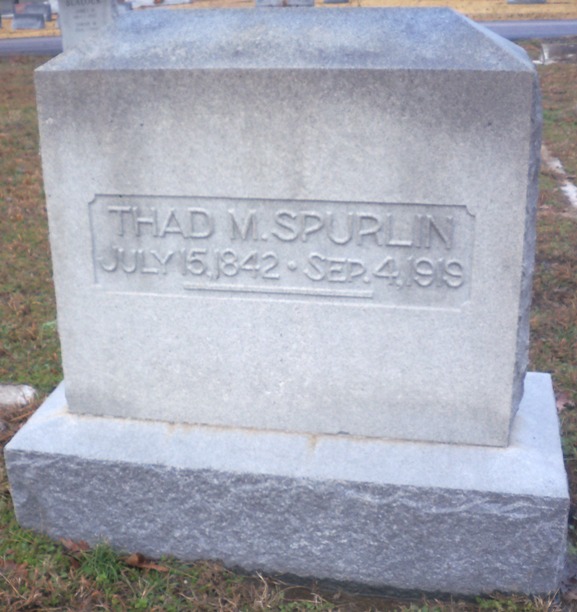 THAD M. SPURLIN
JULY 15, 1842 • SEP. 4, 1919